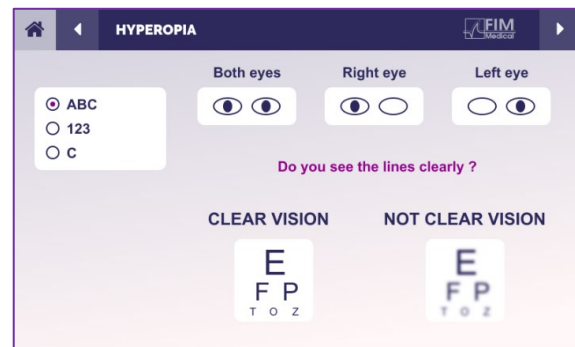 HYPEROPIA
FIM
Medical
Both eyes
Right eye
Left eye
ABC
123
C
Do you see the lines clearly ?
CLEAR VISION
NOT CLEAR VISION
E
F P
T O Z
E
F P
T O Z